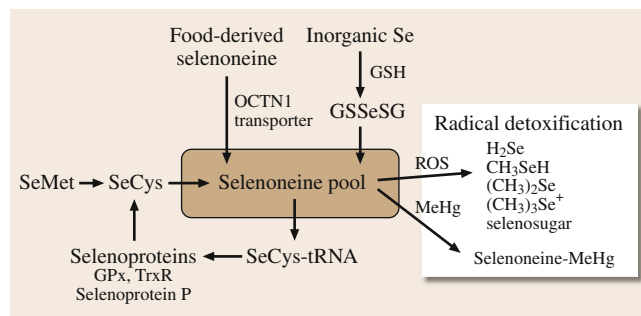 Food-derived
selenoneine
Inorganic Se
GSH
OCTN1
transporter
GSSeSG
Radical detoxification
H₂Se
CH₃SeH
(CH₃)₂Se
(CH₃)₃Se⁺
selenosugar
ROS
SeMet
SeCys
Selenoneine pool
MeHg
Selenoneine-MeHg
Selenoproteins
GPx, TrxR
Selenoprotein P
SeCys-tRNA